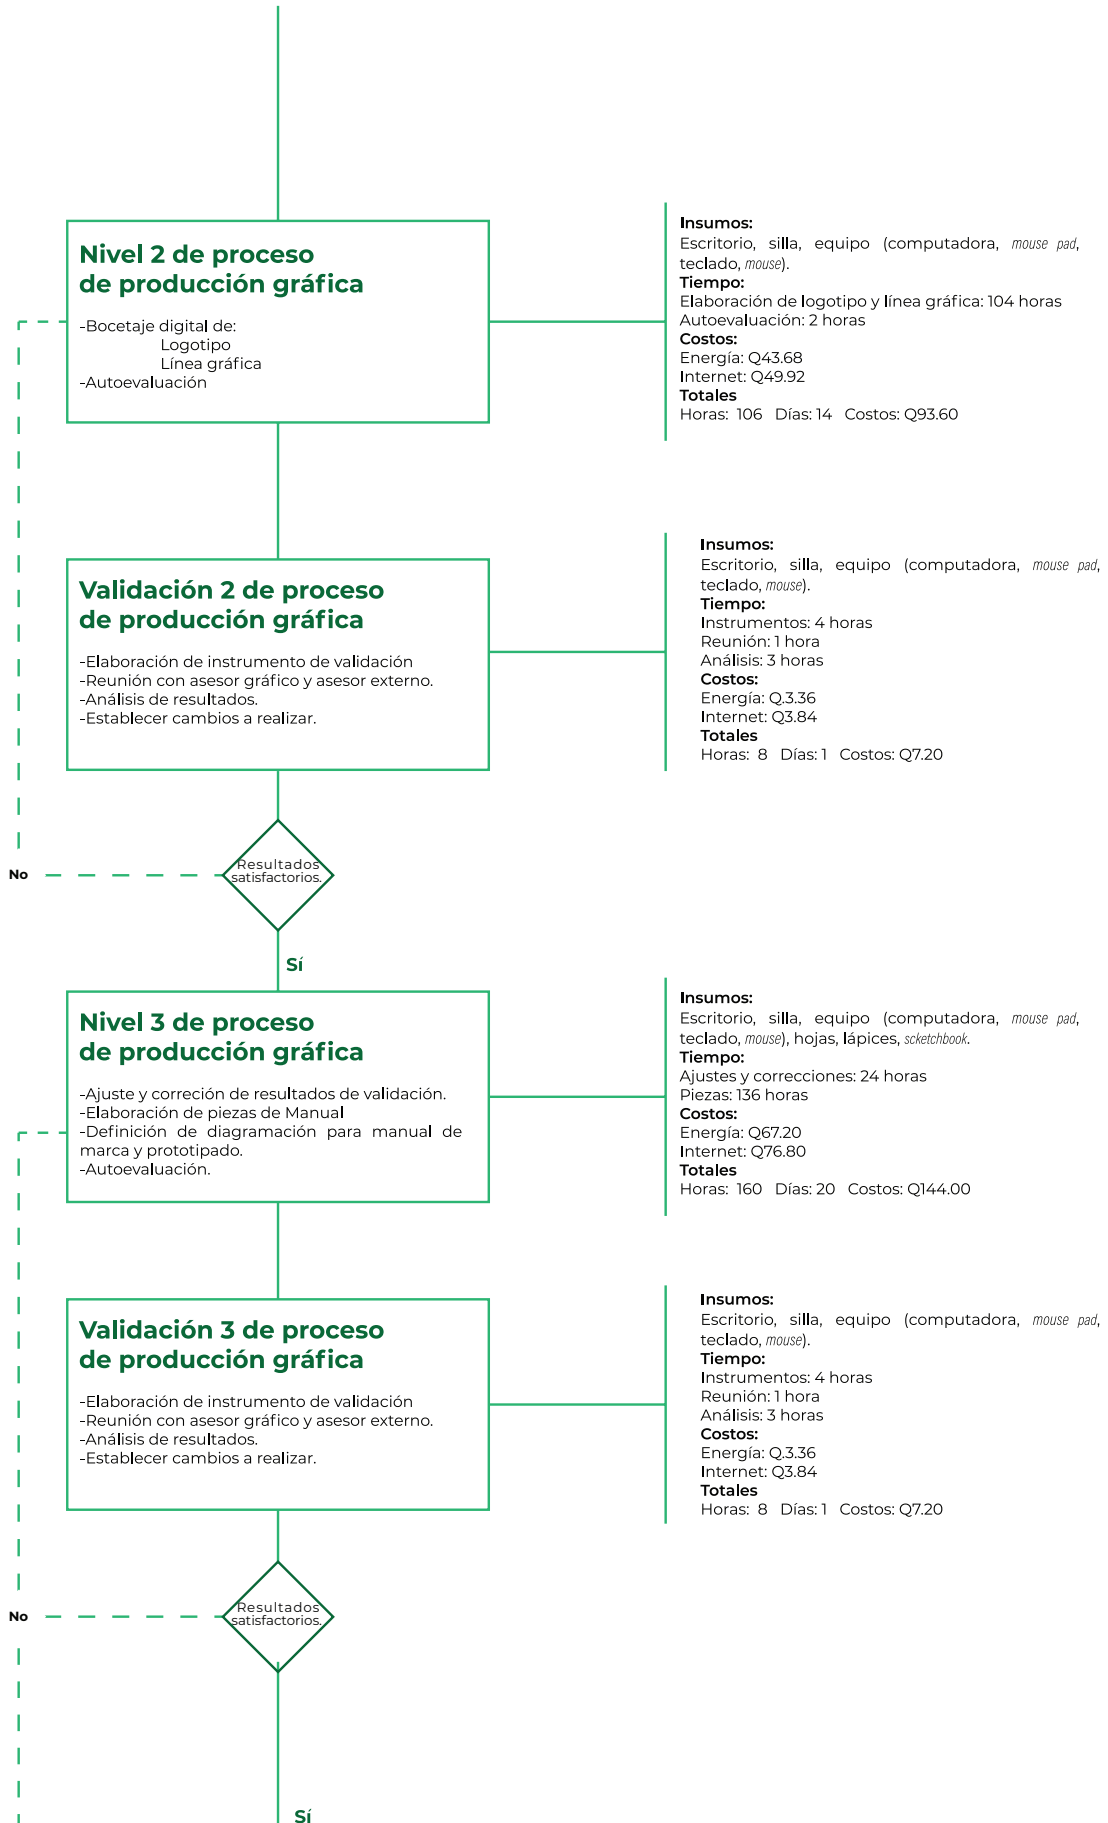 Nivel 2 de proceso
de producción gráfica
-Bocetaje digital de:
Logotipo
Línea gráfica
-Autoevaluación
Insumos:
Escritorio, silla, equipo (computadora, mouse pad,
teclado, mouse).
Tiempo:
Elaboración de logotipo y línea gráfica: 104 horas
Autoevaluación: 2 horas
Costos:
Energía: Q43.68
Internet: Q49.92
Totales
Horas: 106 Días: 14 Costos: Q93.60
Validación 2 de proceso
de producción gráfica
-Elaboración de instrumento de validación
-Reunión con asesor gráfico y asesor externo.
-Análisis de resultados.
-Establecer cambios a realizar.
Insumos:
Escritorio, silla, equipo (computadora, mouse pad,
teclado, mouse).
Tiempo:
Instrumentos: 4 horas
Reunión: 1 hora
Análisis: 3 horas
Costos:
Energía: Q.3.36
Internet: Q3.84
Totales
Horas: 8 Días: 1 Costos: Q7.20
Resultados
satisfactorios.
No
Sí
Nivel 3 de proceso
de producción gráfica
-Ajuste y correción de resultados de validación.
-Elaboración de piezas de Manual
-Definición de diagramación para manual de
marca y prototipado.
-Autoevaluación.
Insumos:
Escritorio, silla, equipo (computadora, mouse pad,
teclado, mouse), hojas, lápices, scketchbook.
Tiempo:
Ajustes y correcciones: 24 horas
Piezas: 136 horas
Costos:
Energía: Q67.20
Internet: Q76.80
Totales
Horas: 160 Días: 20 Costos: Q144.00
Validación 3 de proceso
de producción gráfica
-Elaboración de instrumento de validación
-Reunión con asesor gráfico y asesor externo.
-Análisis de resultados.
-Establecer cambios a realizar.
Insumos:
Escritorio, silla, equipo (computadora, mouse pad,
teclado, mouse).
Tiempo:
Instrumentos: 4 horas
Reunión: 1 hora
Análisis: 3 horas
Costos:
Energía: Q.3.36
Internet: Q3.84
Totales
Horas: 8 Días: 1 Costos: Q7.20
Resultados
satisfactorios.
No
Sí